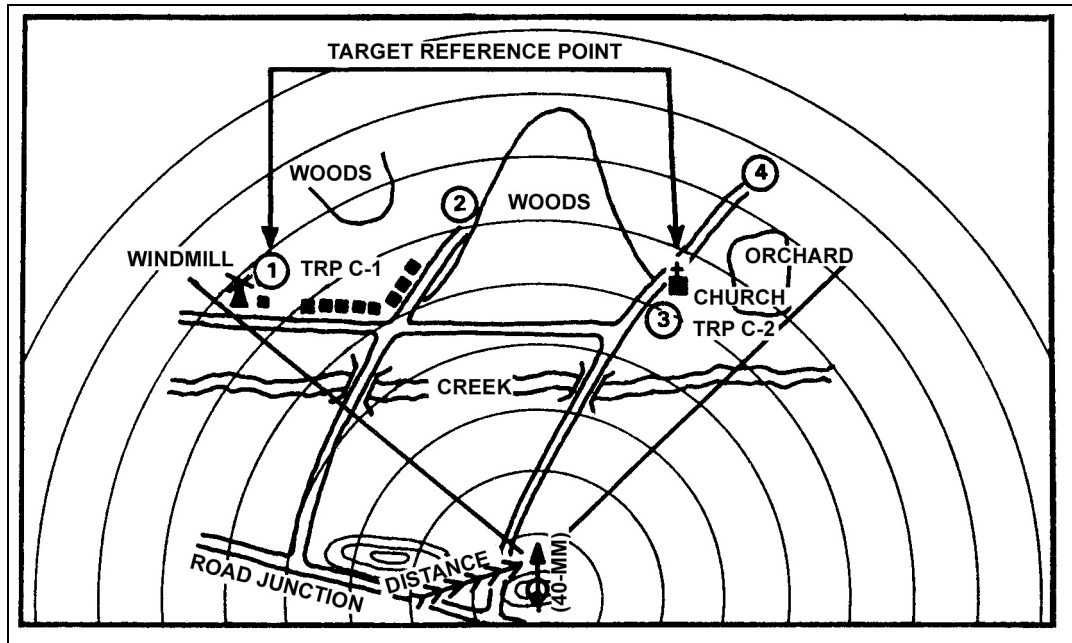 TARGET REFERENCE POINT
4
WOODS
2
WOODS
WINDMILL
1
TRP C-1
ORCHARD
CHURCH
3
TRP C-2
CREEK
ROAD JUNCTION
DISTANCE
(40-MM)